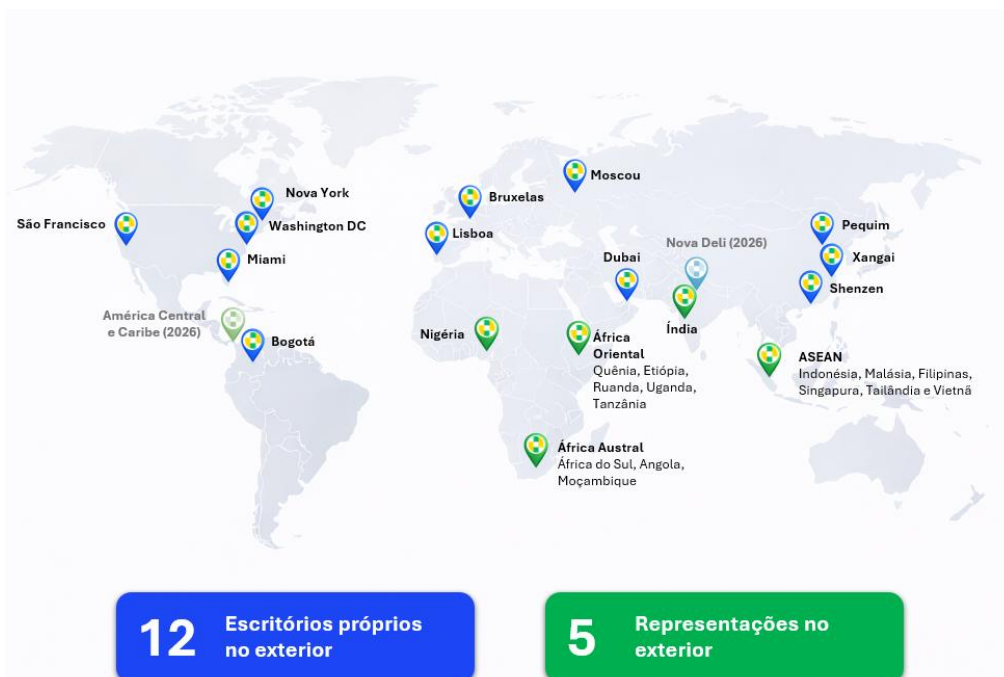 Moscou
Nova York
Bruxelas
São Francisco
Washington DC
Lisboa
Pequim
Nova Deli (2026)
Miami
Dubai
Xangai
Shenzen
América Central
e Caribe (2026)
Bogotá
Nigéria
África
Oriental
Quênia, Etiópia,
Ruanda, Uganda,
Tanzânia
Índia
ASEAN
Indonésia, Malásia, Filipinas,
Singapura, Tailândia e Vietnã
África Austral
África do Sul, Angola,
Moçambique
12
Escritórios próprios
no exterior
5
Representações no
exterior